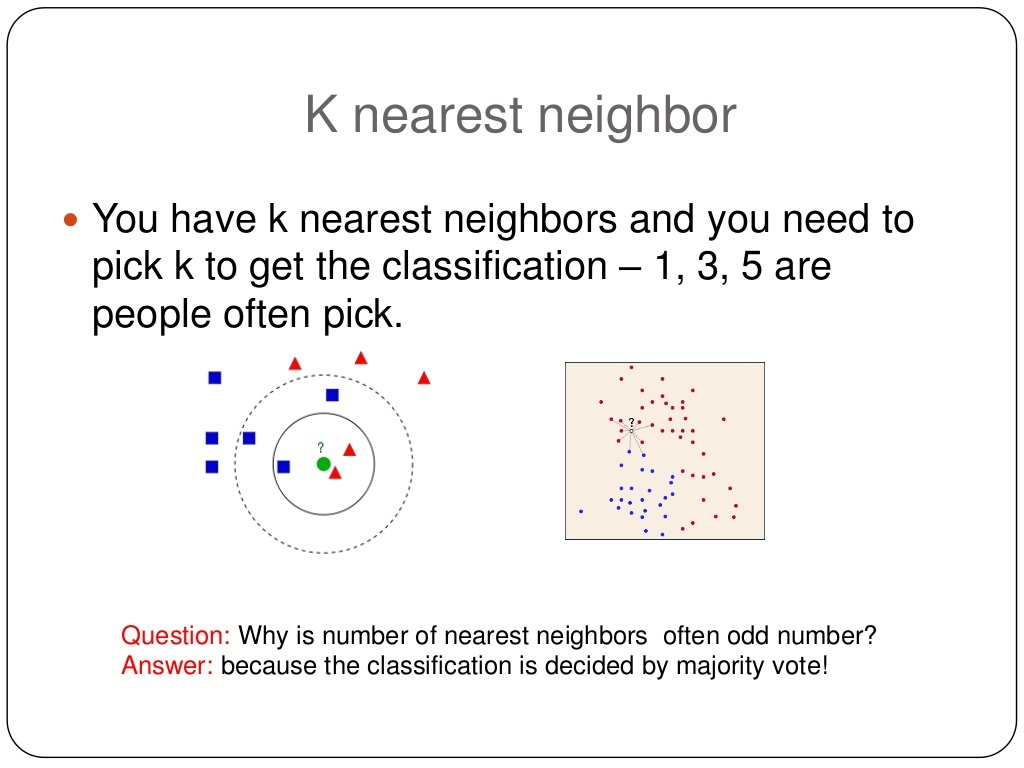 K nearest neighbor
You have k nearest neighbors and you need to
pick k to get the classification – 1, 3, 5 are
people often pick.
?
?
Question: Why is number of nearest neighbors  often odd number?
Answer: because the classification is decided by majority vote!